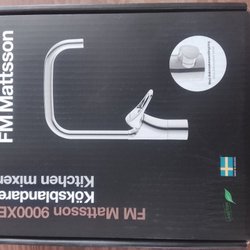 FM Mattsson
FM Mattsson 9000XE
Köksblandare
Kitchen mixer